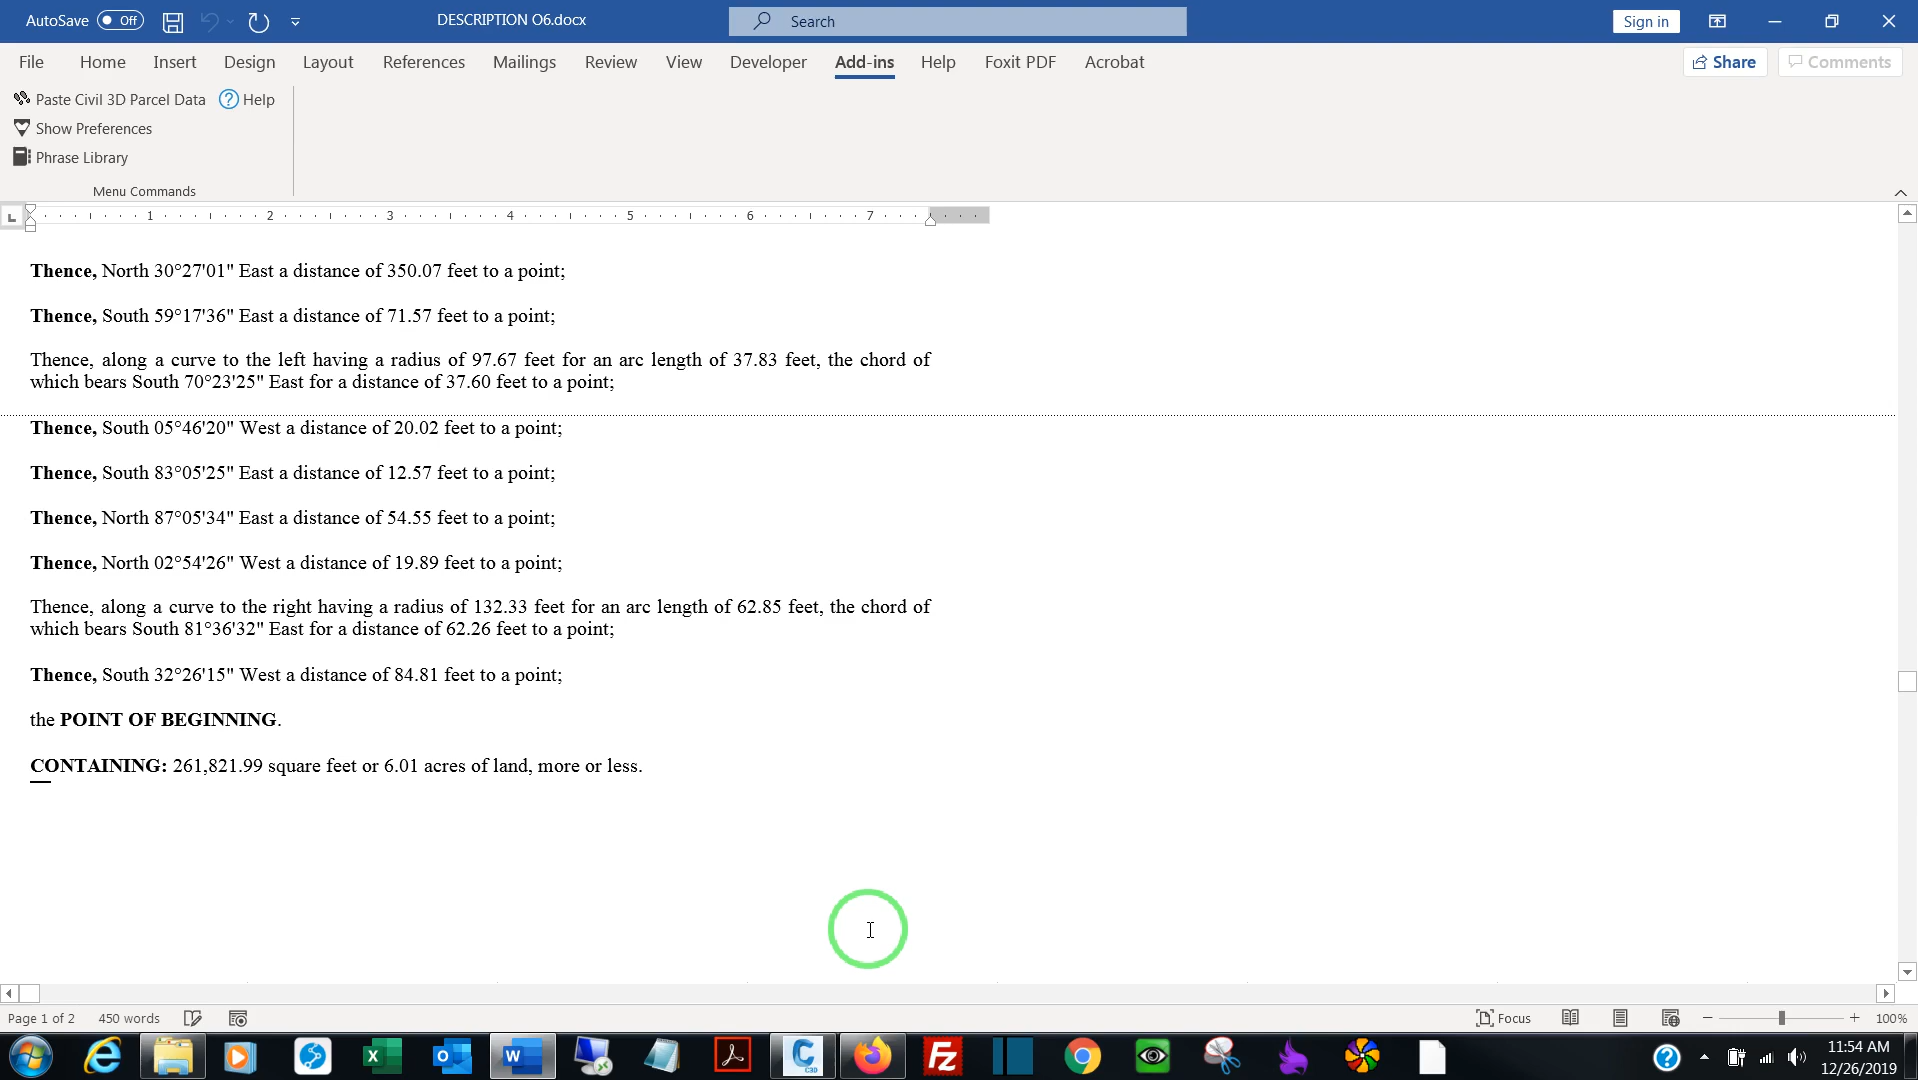 AutoSave Off DESCRIPTION O6.docx Search Sign in
File Home Insert Design Layout References Mailings Review View Developer Add-ins Help Foxit PDF Acrobat Share Comments
Paste Civil 3D Parcel Data Help
Show Preferences
Phrase Library
Menu Commands
1 2 3 4 5 6 7
Thence, North 30°27'01" East a distance of 350.07 feet to a point;
Thence, South 59°17'36" East a distance of 71.57 feet to a point;
Thence, along a curve to the left having a radius of 97.67 feet for an arc length of 37.83 feet, the chord of
which bears South 70°23'25" East for a distance of 37.60 feet to a point;
Thence, South 05°46'20" West a distance of 20.02 feet to a point;
Thence, South 83°05'25" East a distance of 12.57 feet to a point;
Thence, North 87°05'34" East a distance of 54.55 feet to a point;
Thence, North 02°54'26" West a distance of 19.89 feet to a point;
Thence, along a curve to the right having a radius of 132.33 feet for an arc length of 62.85 feet, the chord of
which bears South 81°36'32" East for a distance of 62.26 feet to a point;
Thence, South 32°26'15" West a distance of 84.81 feet to a point;
the POINT OF BEGINNING.
CONTAINING: 261,821.99 square feet or 6.01 acres of land, more or less.
Page 1 of 2 450 words Focus 100%
11:54 AM
12/26/2019